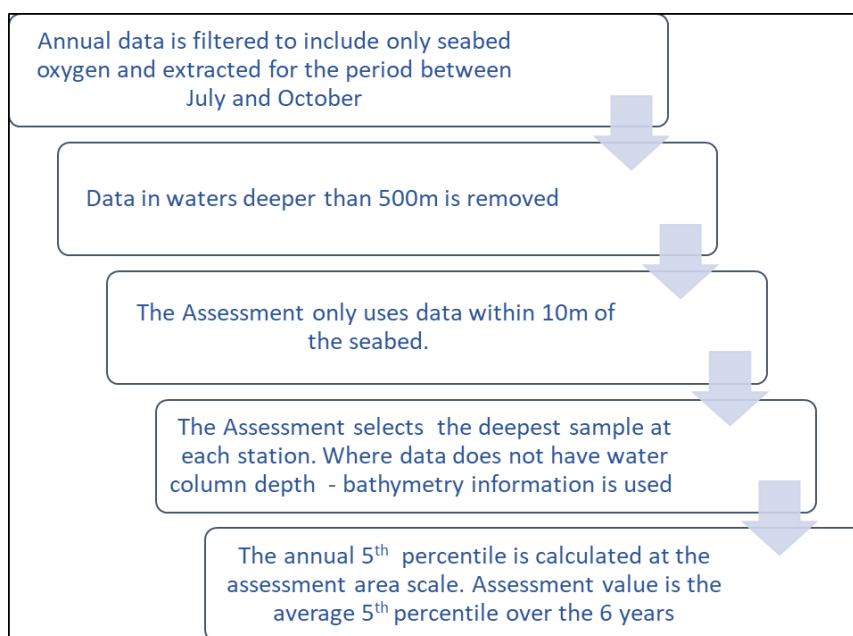 Annual data is filtered to include only seabed
oxygen and extracted for the period between
July and October
Data in waters deeper than 500m is removed
The Assessment only uses data within 10m of
the seabed.
The Assessment selects the deepest sample at
each station. Where data does not have water
column depth - bathymetry information is used
The annual 5th percentile is calculated at the
assessment area scale. Assessment value is the
average 5th percentile over the 6 years